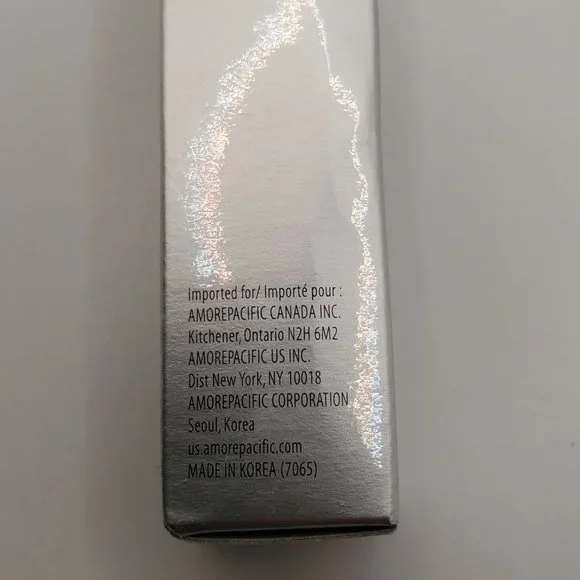 Imported for/ Importé pour :
AMOREPACIFIC CANADA INC.
Kitchener, Ontario N2H 6M2
AMOREPACIFIC US INC.
Dist New York, NY 10018
AMOREPACIFIC CORPORATION
Seoul, Korea
us.amorepacific.com
MADE IN KOREA (7065)